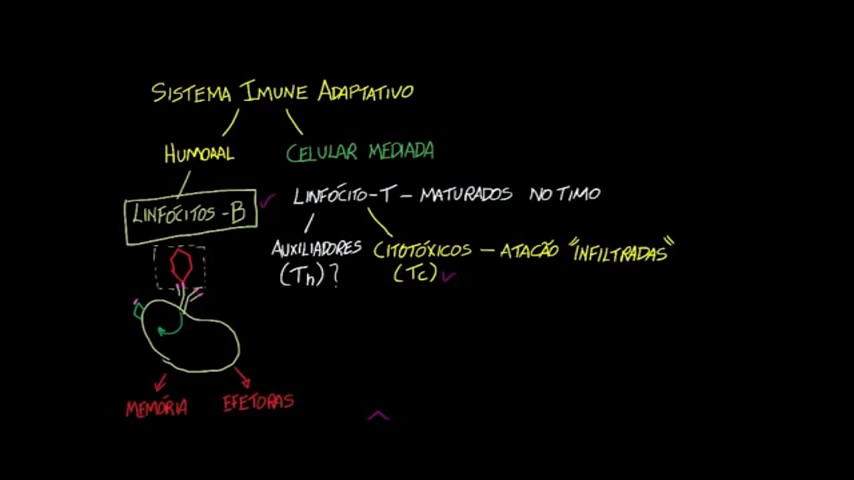 SISTEMA IMUNE ADAPTATIVO
HUMORAL CELULAR MEDIADA
LINFÓCITOS-B LINFÓCITO-T - MATURADOS NO TIMO
AUXILIADORES CITOTÓXICOS - ATACÃO "INFILTRADAS"
(Th)? (Tc)
MEMÓRIA EFETORAS